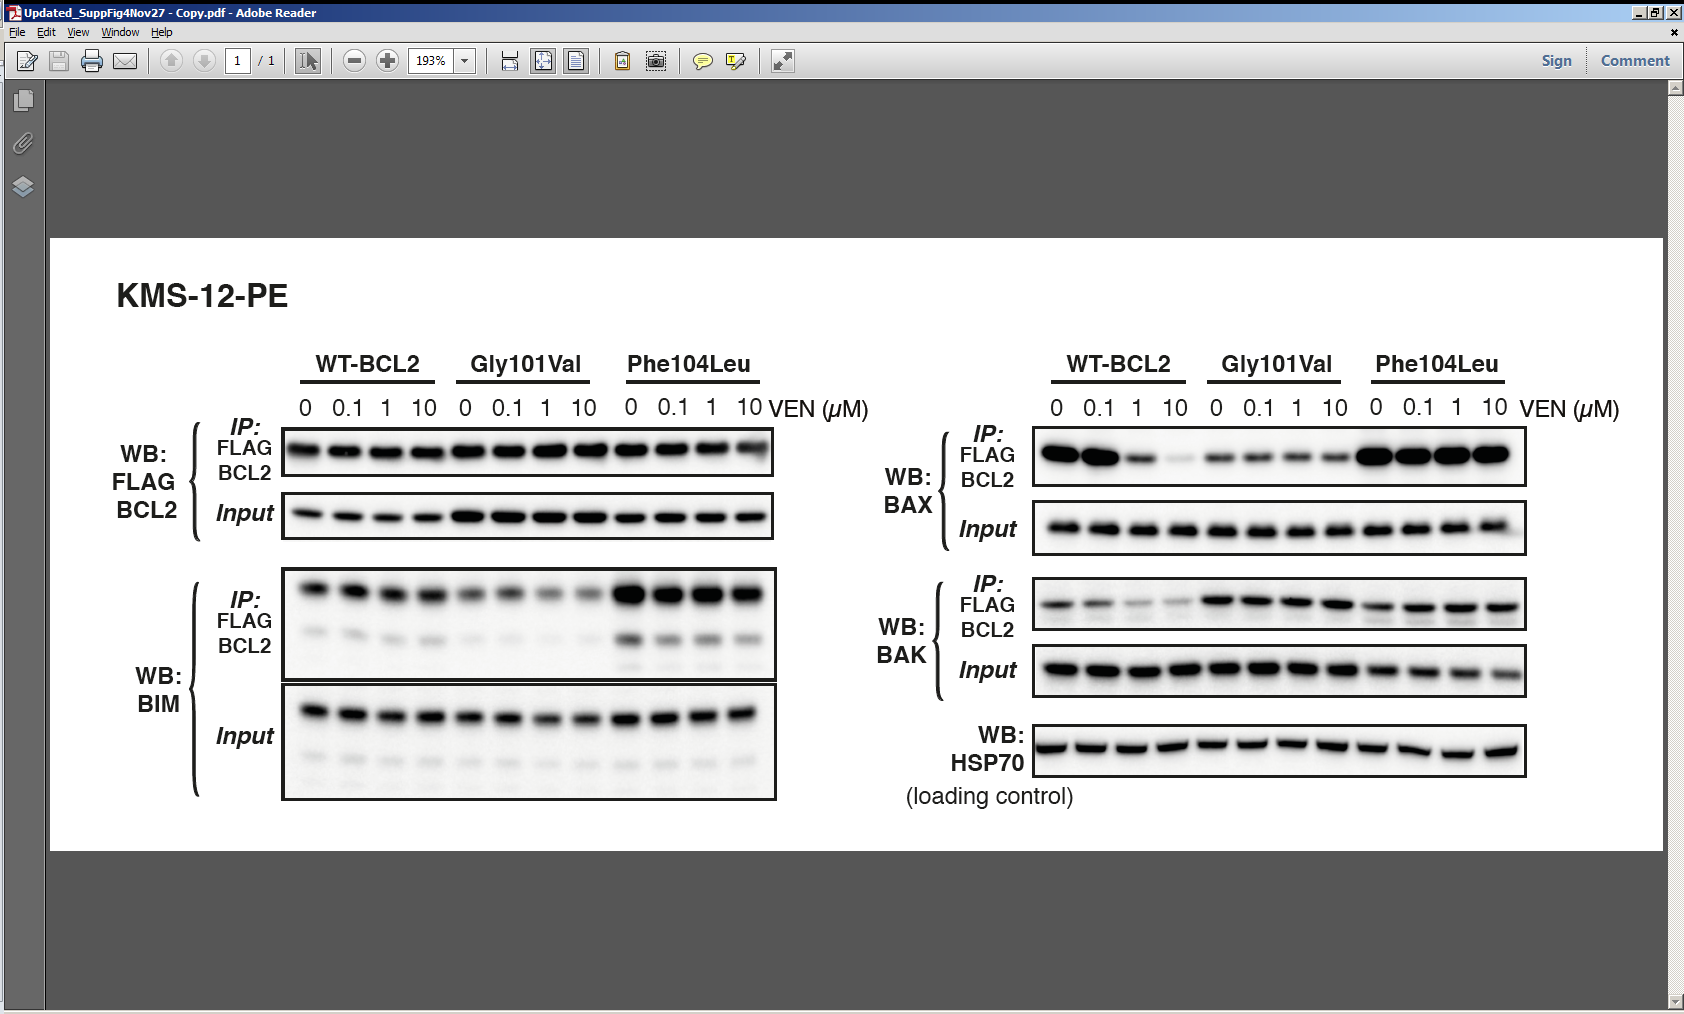 Updated_SuppFig4Nov27 - Copy.pdf - Adobe Reader
File Edit View Window Help
1 / 1 193% Sign Comment
KMS-12-PE
WT-BCL2 Gly101Val Phe104Leu
0 0.1 1 10 0 0.1 1 10 0 0.1 1 10 VEN (µM)
WB:
FLAG
BCL2
IP:
FLAG
BCL2
Input
WB:
BIM
IP:
FLAG
BCL2
Input
WT-BCL2 Gly101Val Phe104Leu
0 0.1 1 10 0 0.1 1 10 0 0.1 1 10 VEN (µM)
WB:
BAX
IP:
FLAG
BCL2
Input
WB:
BAK
IP:
FLAG
BCL2
Input
WB:
HSP70
(loading control)